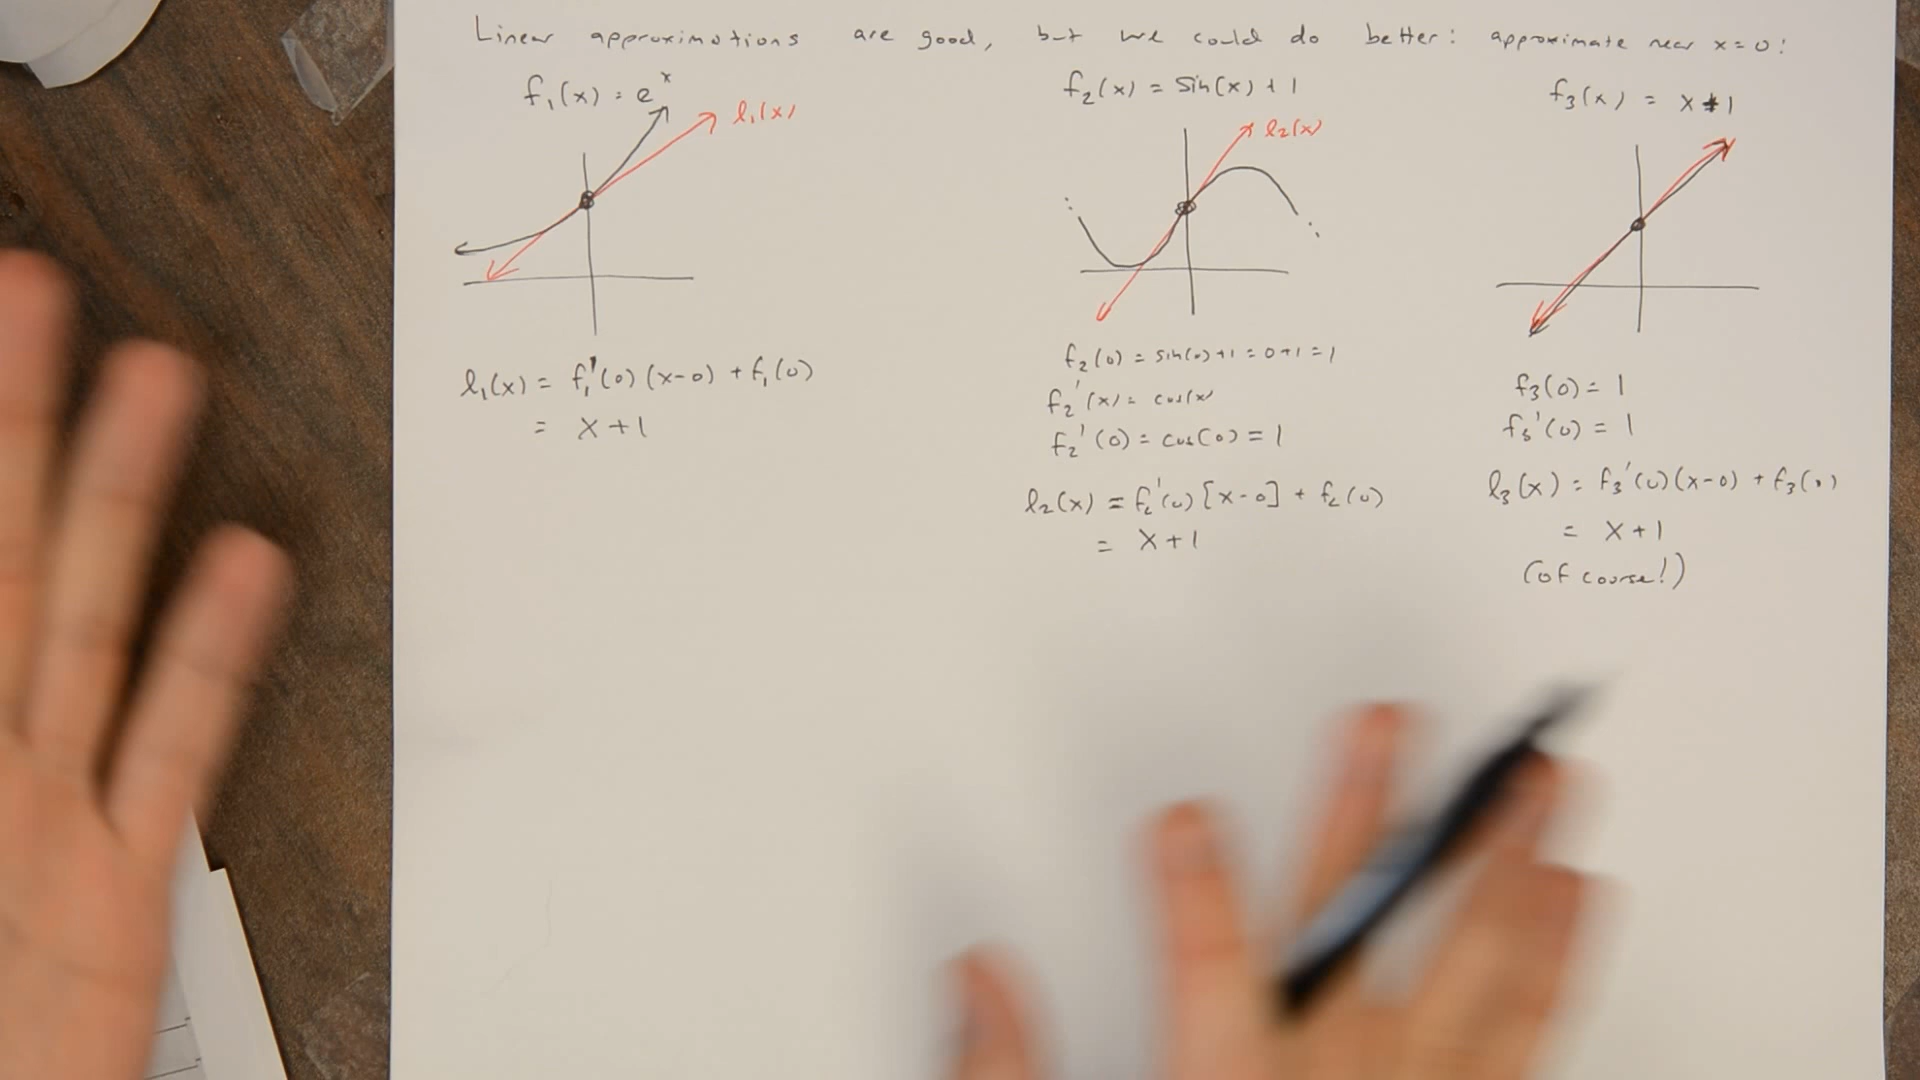 Linear approximations are good, but we could do better: approximate near x=0:
f₁(x) = eˣ
l₁(x)
l₁(x) = f₁'(0)(x-0) + f₁(0)
= x+1
f₂(x) = sin(x) + 1
l₂(x)
f₂(0) = sin(0)+1 = 0+1 = 1
f₂'(x) = cos(x)
f₂'(0) = cos(0) = 1
l₂(x) = f₂'(0)[x-0] + f₂(0)
= x+1
f₃(x) = x+1
f₃(0) = 1
f₃'(0) = 1
l₃(x) = f₃'(0)(x-0) + f₃(0)
= x+1
(of course!)